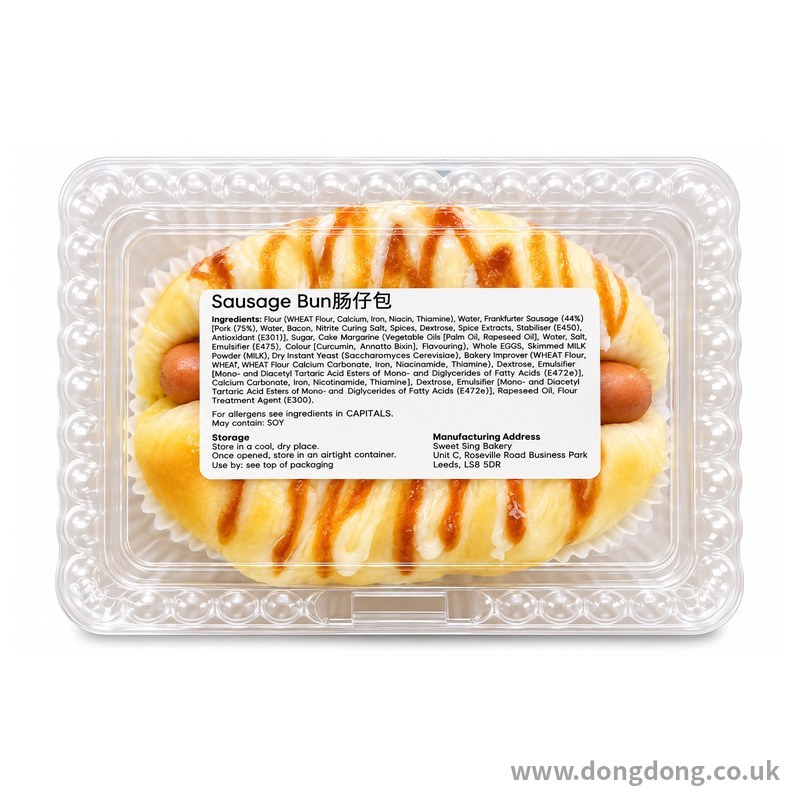 Sausage Bun肠仔包
Ingredients: Flour (WHEAT Flour, Calcium, Iron, Niacin, Thiamine), Water, Frankfurter Sausage (44%)
[Pork (75%), Water, Bacon, Nitrite Curing Salt, Spices, Dextrose, Spice Extracts, Stabiliser (E450),
Antioxidant (E301)], Sugar, Cake Margarine (Vegetable Oils [Palm Oil, Rapeseed Oil], Water, Salt,
Emulsifier (E475), Colour [Curcumin, Annatto Bixin], Flavouring), Whole EGGS, Skimmed MILK
Powder (MILK), Dry Instant Yeast (Saccharomyces Cerevisiae), Bakery Improver (WHEAT Flour,
WHEAT, WHEAT Flour Calcium Carbonate, Iron, Niacinamide, Thiamine), Dextrose, Emulsifier
[Mono- and Diacetyl Tartaric Acid Esters of Mono- and Diglycerides of Fatty Acids (E472e)],
Calcium Carbonate, Iron, Nicotinamide, Thiamine], Dextrose, Emulsifier [Mono- and Diacetyl
Tartaric Acid Esters of Mono- and Diglycerides of Fatty Acids (E472e)], Rapeseed Oil, Flour
Treatment Agent (E300).
For allergens see ingredients in CAPITALS.
May contain: SOY
Storage
Store in a cool, dry place.
Once opened, store in an airtight container.
Use by: see top of packaging
Manufacturing Address
Sweet Sing Bakery
Unit C, Roseville Road Business Park
Leeds, LS8 5DR
www.dongdong.co.uk